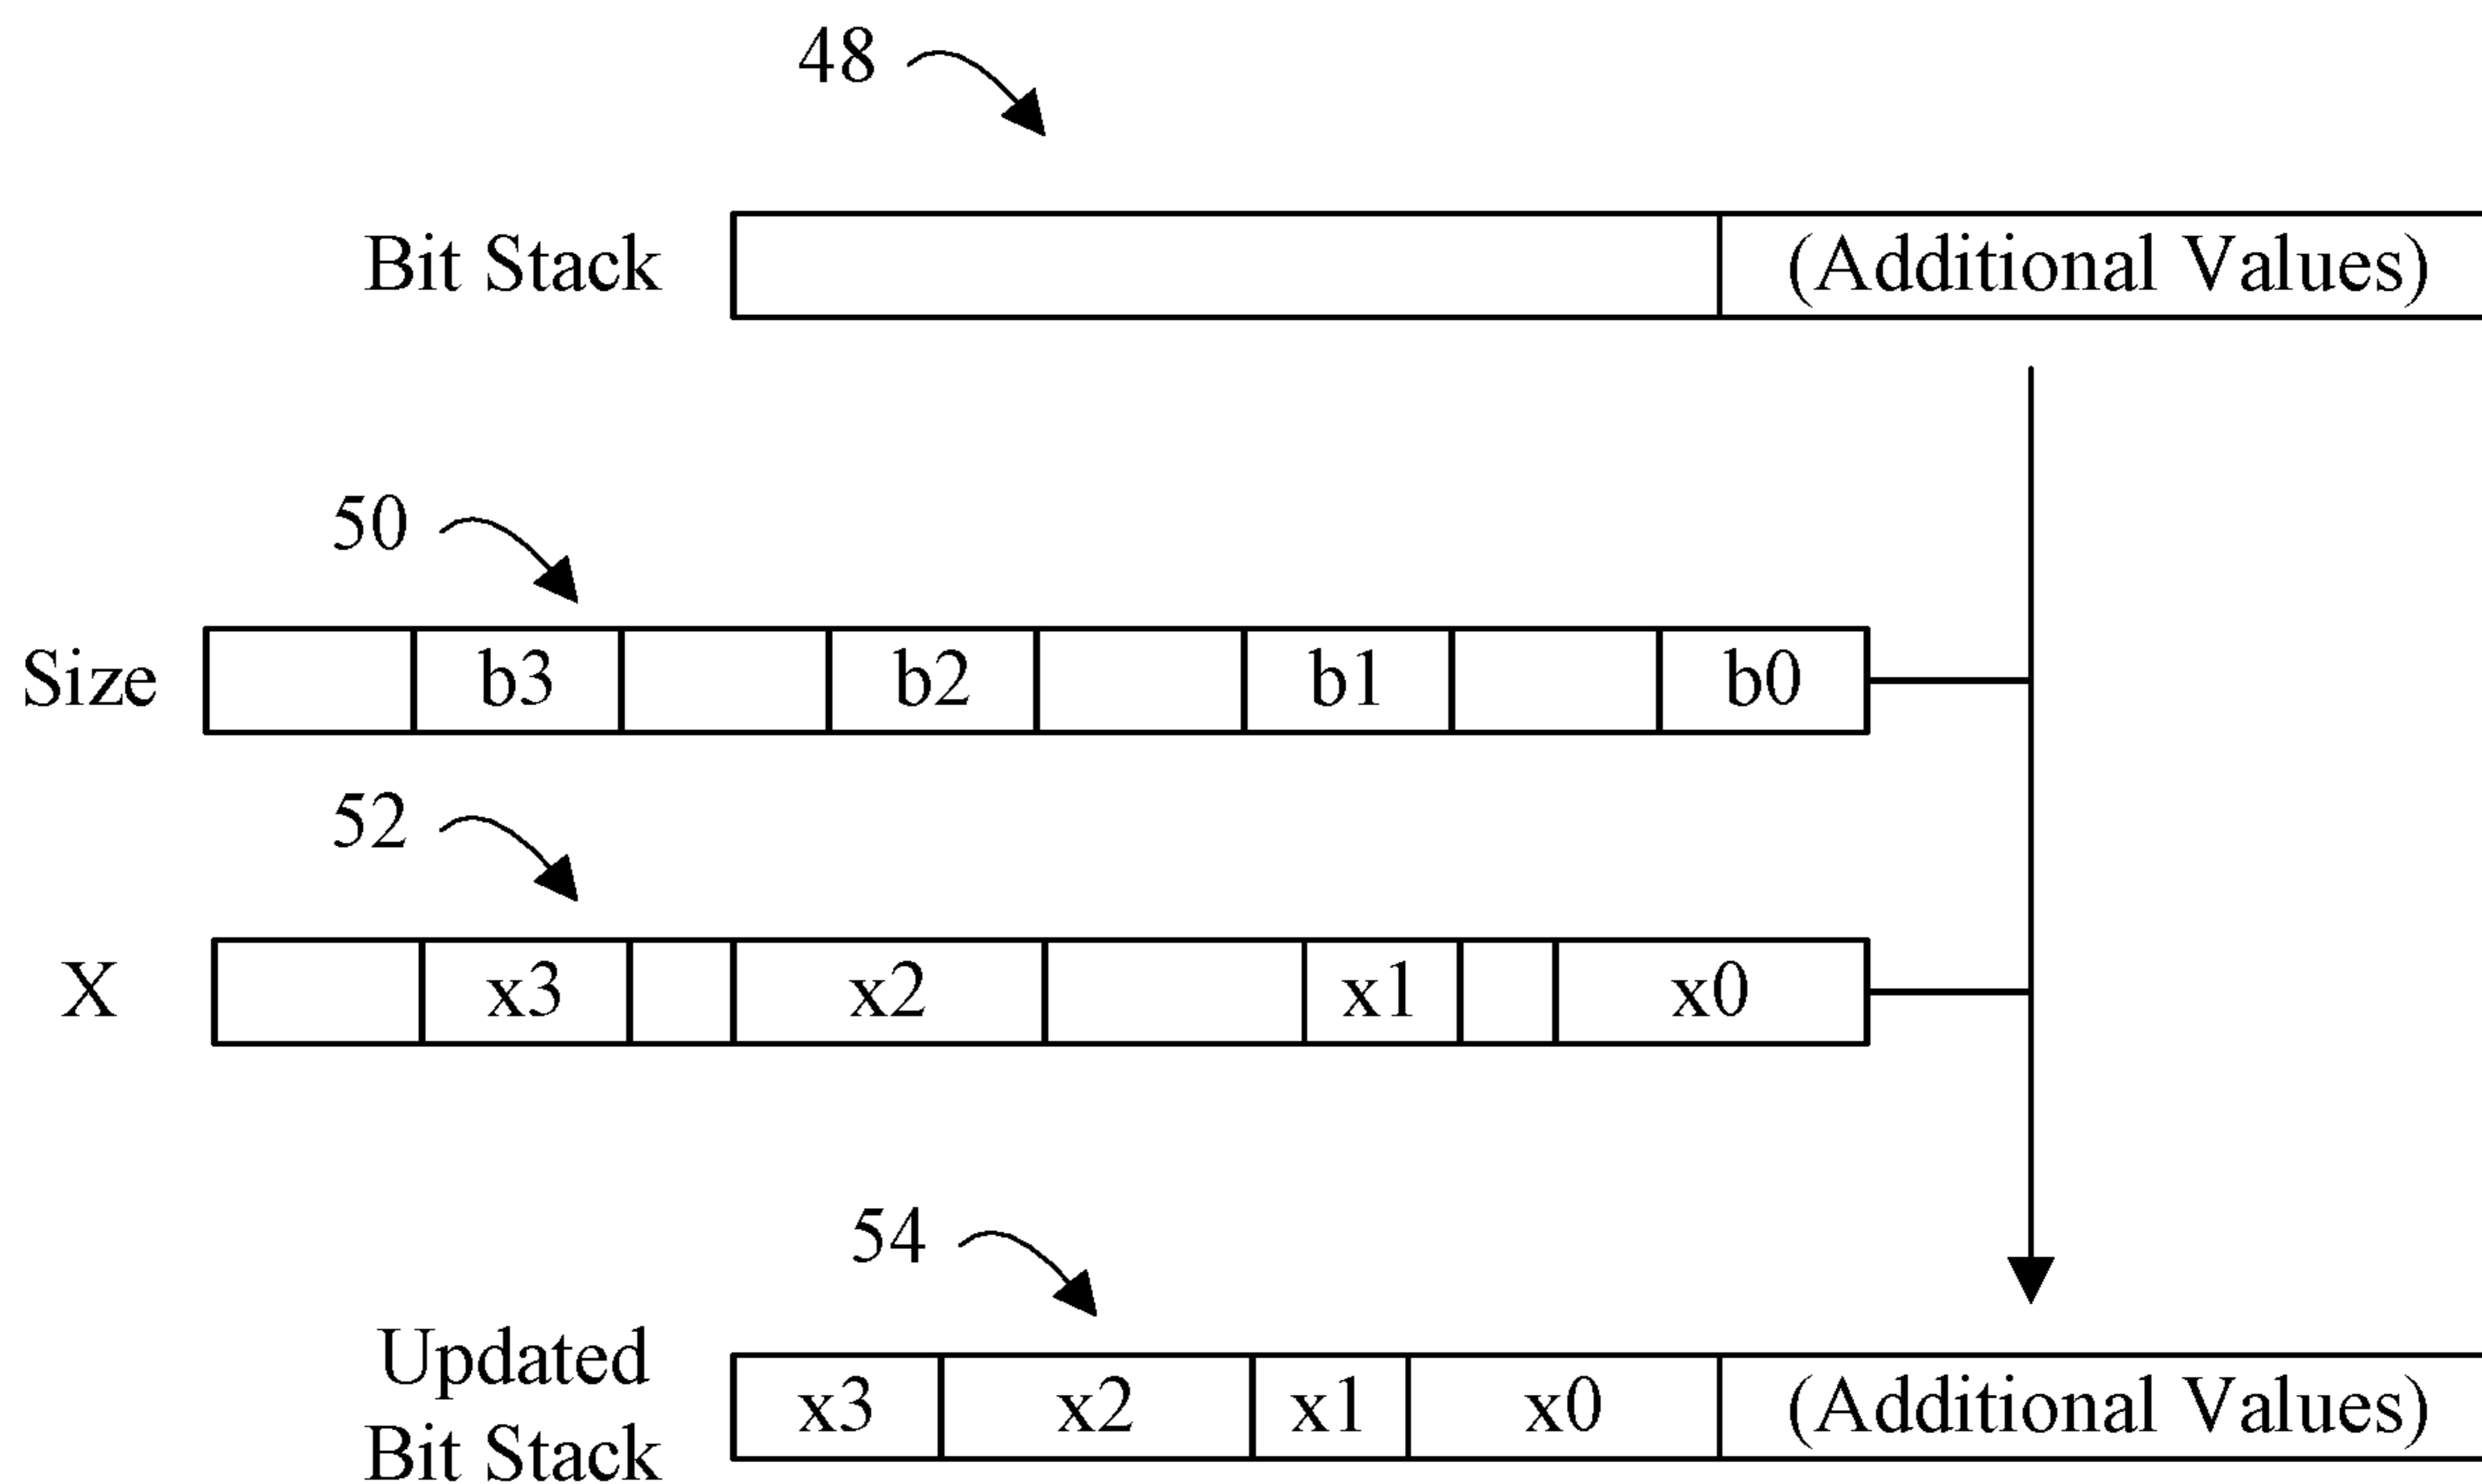 48
Bit Stack (Additional Values)
50
Size b3 b2 b1 b0
52
X x3 x2 x1 x0
54
Updated
Bit Stack x3 x2 x1 x0 (Additional Values)